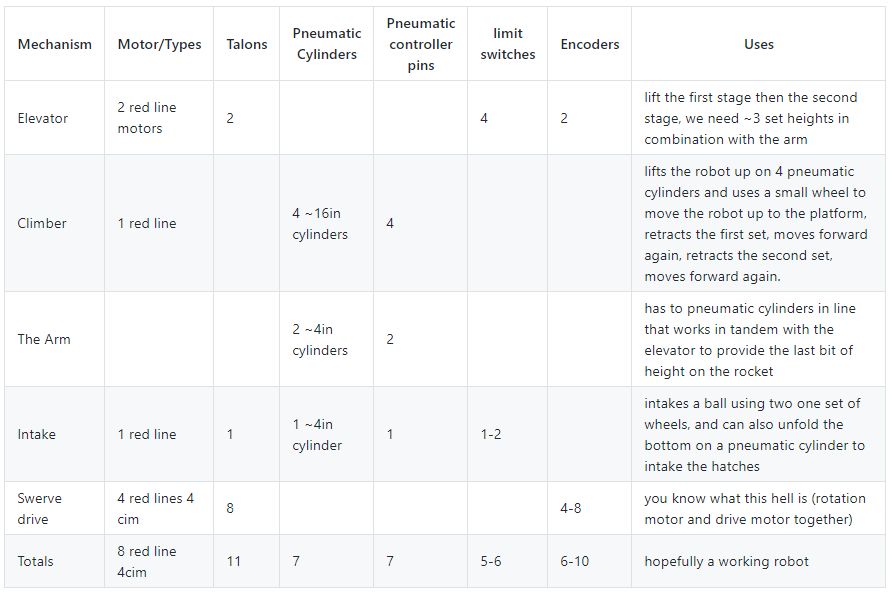 Mechanism
Motor/Types
Talons
Pneumatic
Cylinders
Pneumatic
controller
pins
limit
switches
Encoders
Uses
Elevator
2 red line
motors
2
4
2
lift the first stage then the second
stage, we need ~3 set heights in
combination with the arm
Climber
1 red line
4 ~16in
cylinders
4
lifts the robot up on 4 pneumatic
cylinders and uses a small wheel to
move the robot up to the platform,
retracts the first set, moves forward
again, retracts the second set,
moves forward again.
The Arm
2 ~4in
cylinders
2
has to pneumatic cylinders in line
that works in tandem with the
elevator to provide the last bit of
height on the rocket
Intake
1 red line
1
1 ~4in
cylinder
1
1-2
intakes a ball using two one set of
wheels, and can also unfold the
bottom on a pneumatic cylinder to
intake the hatches
Swerve
drive
4 red lines 4
cim
8
4-8
you know what this hell is (rotation
motor and drive motor together)
Totals
8 red line
4cim
11
7
7
5-6
6-10
hopefully a working robot